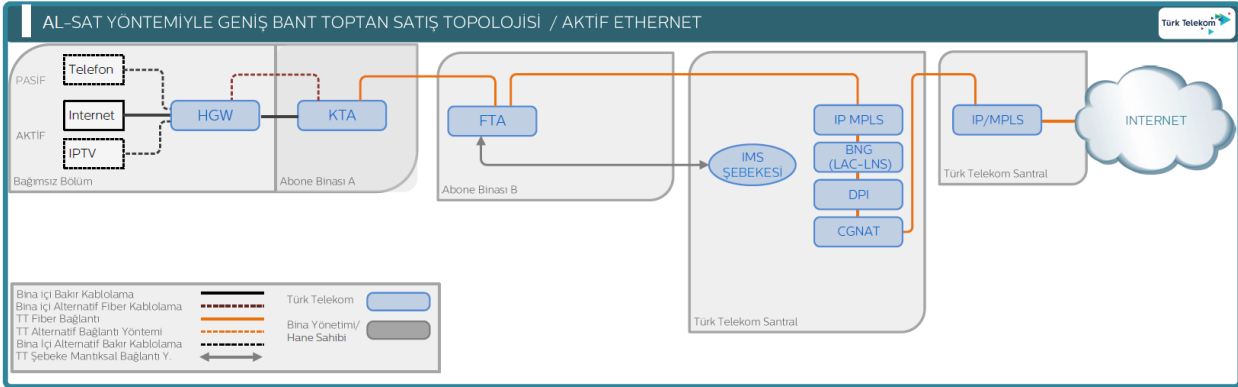 AL-SAT YÖNTEMİYLE GENİŞ BANT TOPTAN SATIŞ TOPOLOJİSİ / AKTİF ETHERNET
Türk Telekom
PASİF
Telefon
AKTİF
Internet
IPTV
HGW
KTA
Bağımsız Bölüm
Abone Binası A
FTA
Abone Binası B
IMS
ŞEBEKESİ
IP MPLS
BNG
(LAC-LNS)
DPI
CGNAT
Türk Telekom Santral
IP/MPLS
Türk Telekom Santral
INTERNET
Bina içi Bakır Kablolama
Bina içi Alternatif Fiber Kablolama
TT Fiber Bağlantı
TT Alternatif Bağlantı Yöntemi
Bina İçi Alternatif Bakır Kablolama
TT Şebeke Mantıksal Bağlantı Y.
Türk Telekom
Bina Yönetimi/
Hane Sahibi